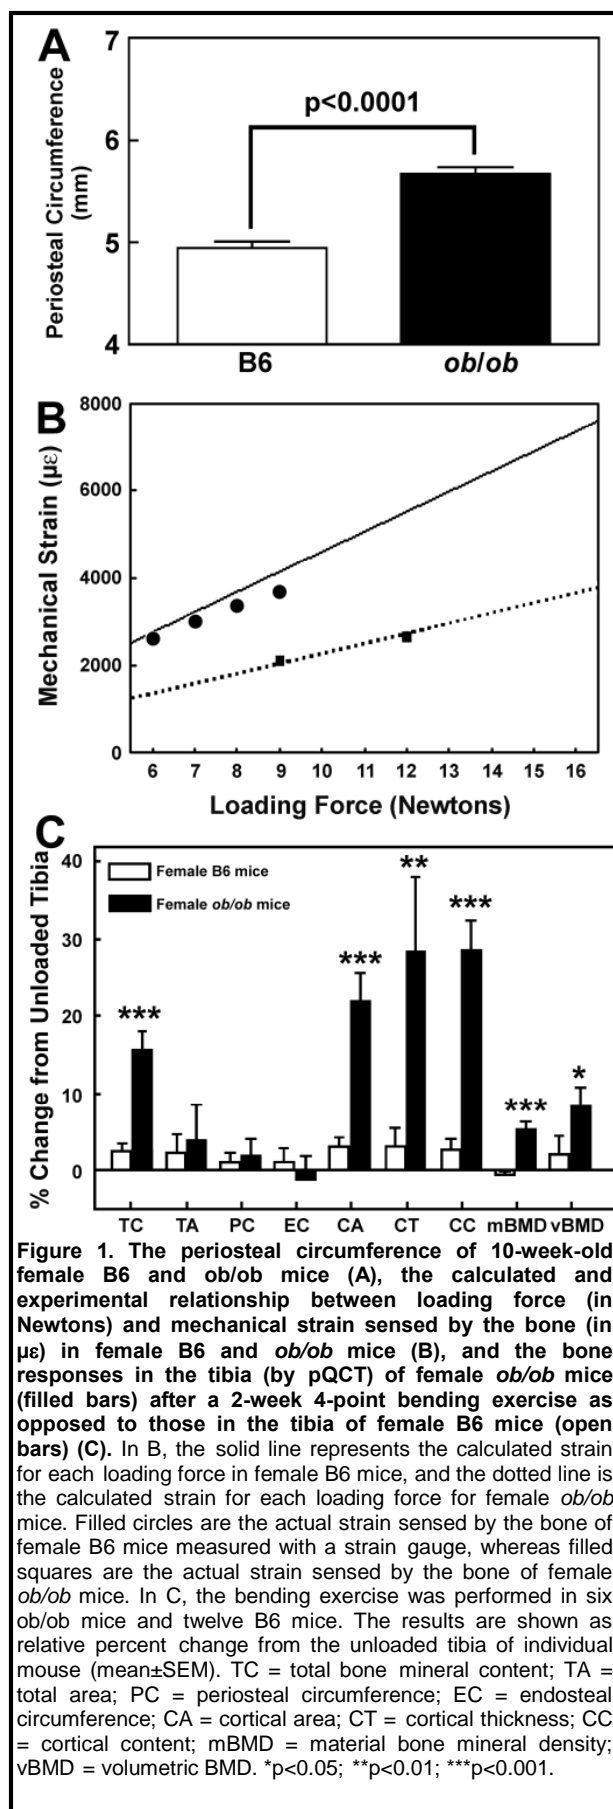 A
7
6
5
4
Periosteal Circumference
(mm)
p<0.0001
B6
ob/ob
B
8000
6000
4000
2000
0
Mechanical Strain (µε)
6 7 8 9 10 11 12 13 14 15 16
Loading Force (Newtons)
C
40
30
20
10
0
% Change from Unloaded Tibia
Female B6 mice
Female ob/ob mice
***
***
**
***
***
*
TC TA PC EC CA CT CC mBMD vBMD
Figure 1. The periosteal circumference of 10-week-old
female B6 and ob/ob mice (A), the calculated and
experimental relationship between loading force (in
Newtons) and mechanical strain sensed by the bone (in
µε) in female B6 and ob/ob mice (B), and the bone
responses in the tibia (by pQCT) of female ob/ob mice
(filled bars) after a 2-week 4-point bending exercise as
opposed to those in the tibia of female B6 mice (open
bars) (C). In B, the solid line represents the calculated strain
for each loading force in female B6 mice, and the dotted line is
the calculated strain for each loading force for female ob/ob
mice. Filled circles are the actual strain sensed by the bone of
female B6 mice measured with a strain gauge, whereas filled
squares are the actual strain sensed by the bone of female
ob/ob mice. In C, the bending exercise was performed in six
ob/ob mice and twelve B6 mice. The results are shown as
relative percent change from the unloaded tibia of individual
mouse (mean±SEM). TC = total bone mineral content; TA =
total area; PC = periosteal circumference; EC = endosteal
circumference; CA = cortical area; CT = cortical thickness; CC
= cortical content; mBMD = material bone mineral density;
vBMD = volumetric BMD. *p<0.05; **p<0.01; ***p<0.001.